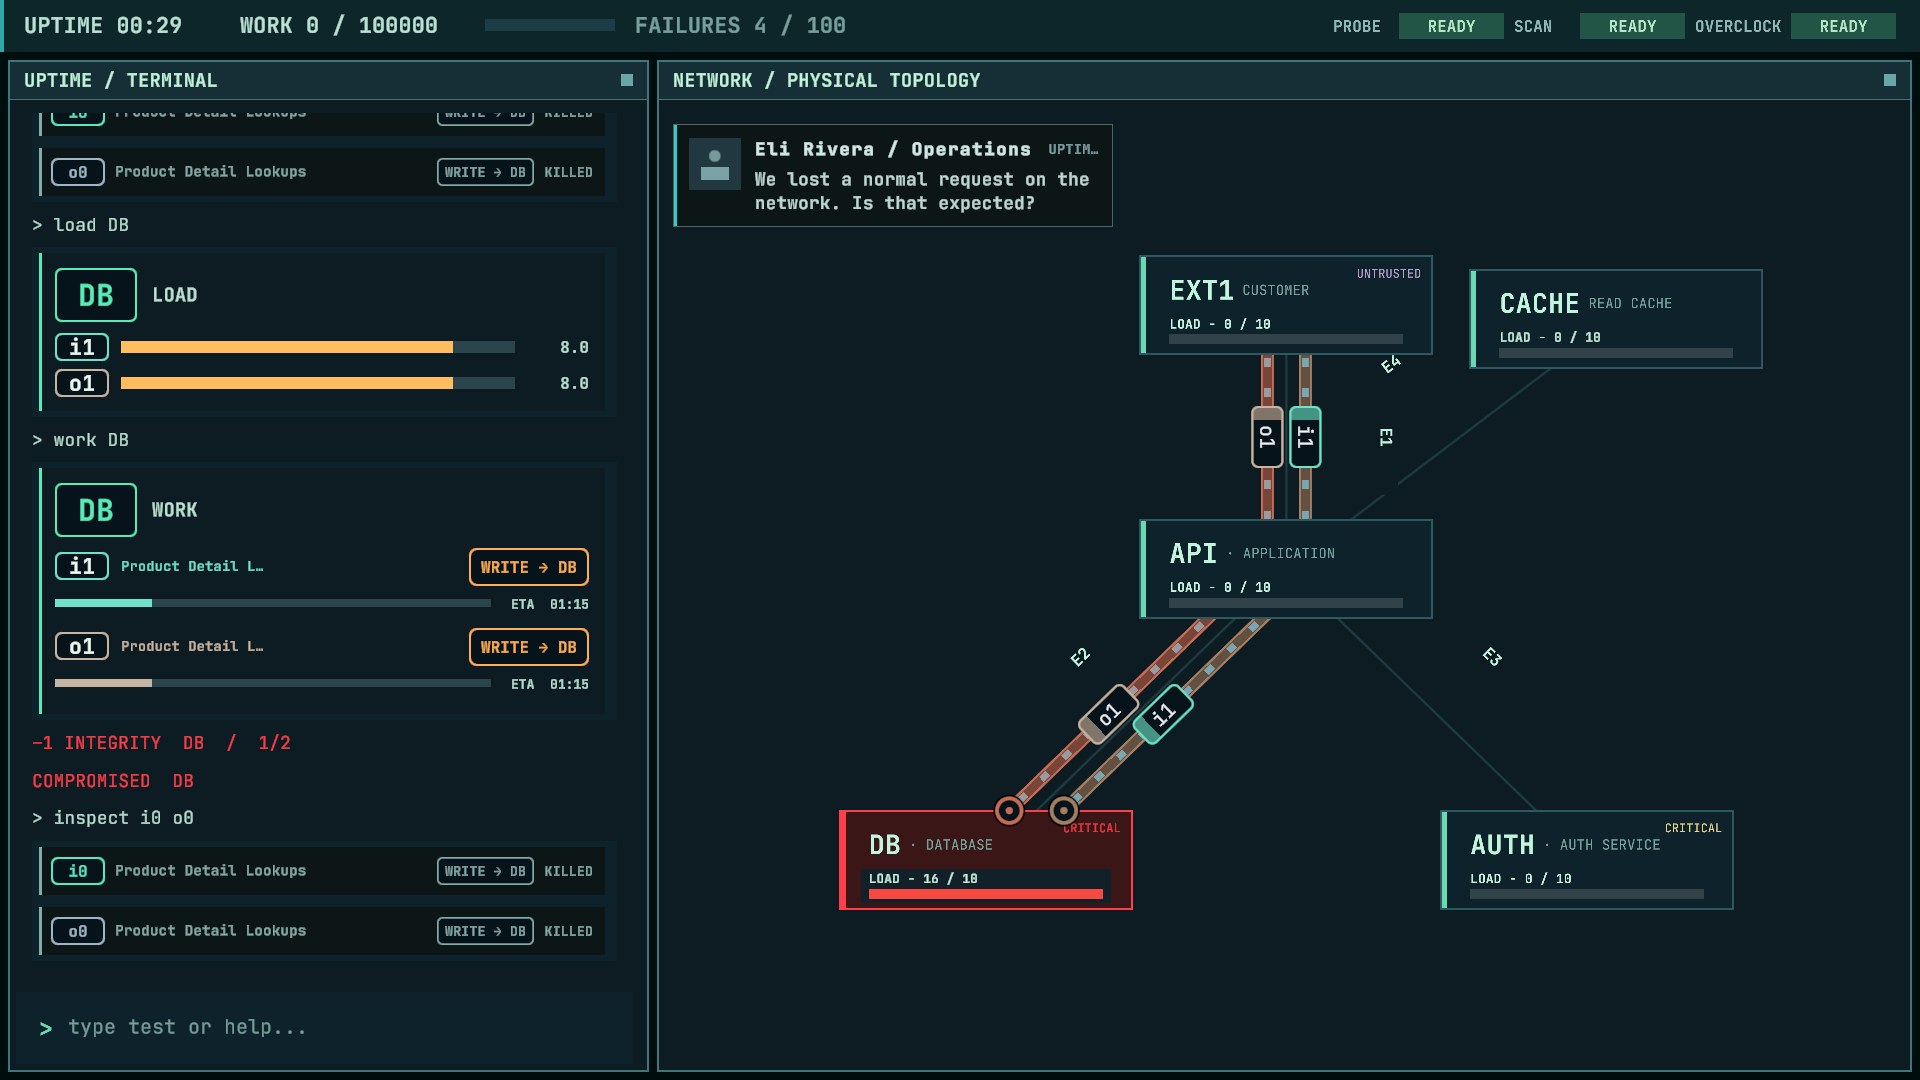 UPTIME 00:29 WORK 0 / 100000 FAILURES 4 / 100 PROBE READY SCAN READY OVERCLOCK READY
UPTIME / TERMINAL
i0 Product Detail Lookups WRITE → DB KILLED
o0 Product Detail Lookups WRITE → DB KILLED
> load DB
DB LOAD
i1 8.0
o1 8.0
> work DB
DB WORK
i1 Product Detail L… WRITE → DB
ETA 01:15
o1 Product Detail L… WRITE → DB
ETA 01:15
−1 INTEGRITY DB / 1/2
COMPROMISED DB
> inspect i0 o0
i0 Product Detail Lookups WRITE → DB KILLED
o0 Product Detail Lookups WRITE → DB KILLED
> type test or help...
NETWORK / PHYSICAL TOPOLOGY
Eli Rivera / Operations UPTIM…
We lost a normal request on the
network. Is that expected?
UNTRUSTED
EXT1 CUSTOMER
LOAD - 0 / 10
CACHE READ CACHE
LOAD - 0 / 10
E4
o1 i1 E1
API · APPLICATION
LOAD - 0 / 10
E2
E3
o1 i1
CRITICAL
DB · DATABASE
LOAD - 16 / 10
CRITICAL
AUTH · AUTH SERVICE
LOAD - 0 / 10